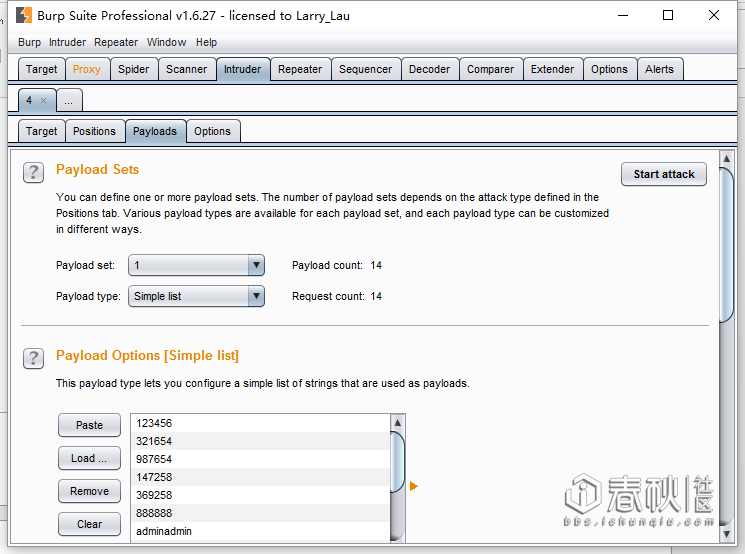 Burp Suite Professional v1.6.27 - licensed to Larry_Lau
Burp Intruder Repeater Window Help
Target Proxy Spider Scanner Intruder Repeater Sequencer Decoder Comparer Extender Options Alerts
4 × ...
Target Positions Payloads Options
? Payload Sets Start attack
You can define one or more payload sets. The number of payload sets depends on the attack type defined in the
Positions tab. Various payload types are available for each payload set, and each payload type can be customized
in different ways.
Payload set: 1 Payload count: 14
Payload type: Simple list Request count: 14
? Payload Options [Simple list]
This payload type lets you configure a simple list of strings that are used as payloads.
Paste 123456
321654
Load ... 987654
147258
Remove 369258
888888
Clear adminadmin
春秋 社区
bbs.ichunqiu.com